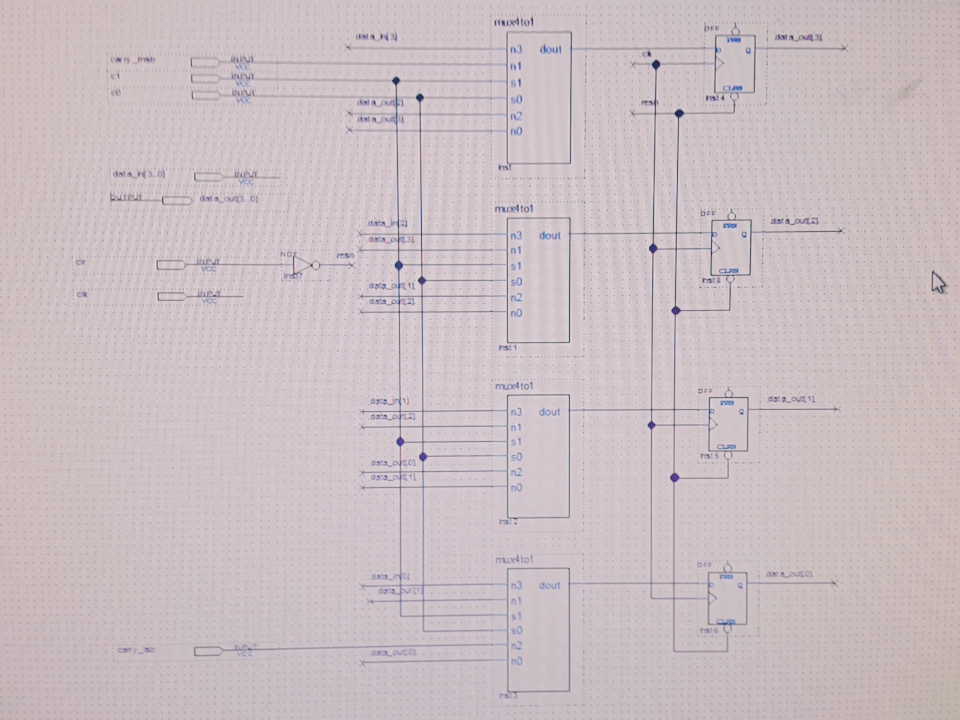 mux4to1
data_in[3]
n3 dout
DFF
PRN
D Q
data_out[3]
carry_msb
INPUT
VCC
n1
clk
c1
INPUT
VCC
s1
CLRN
c0
INPUT
VCC
s0
inst4
data_out[2]
n2
resn
data_out[3]
n0
inst
data_in[3..0]
INPUT
VCC
OUTPUT
data_out[3..0]
mux4to1
data_in[2]
n3 dout
DFF
PRN
D Q
data_out[2]
data_out[3]
n1
clr
INPUT
VCC
NOT
inst7
resn
s1
CLRN
s0
data_out[1]
n2
clk
INPUT
VCC
data_out[2]
n0
inst1
mux4to1
data_in[1]
n3 dout
DFF
PRN
D Q
data_out[1]
data_out[2]
n1
s1
CLRN
s0
inst5
data_out[0]
n2
data_out[1]
n0
inst2
mux4to1
data_in[0]
n3 dout
DFF
PRN
D Q
data_out[0]
data_out[1]
n1
s1
CLRN
s0
inst6
carry_lsb
INPUT
VCC
n2
data_out[0]
n0